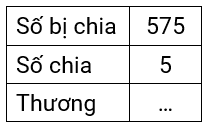 Số bị chia 575
Số chia 5
Thương ...